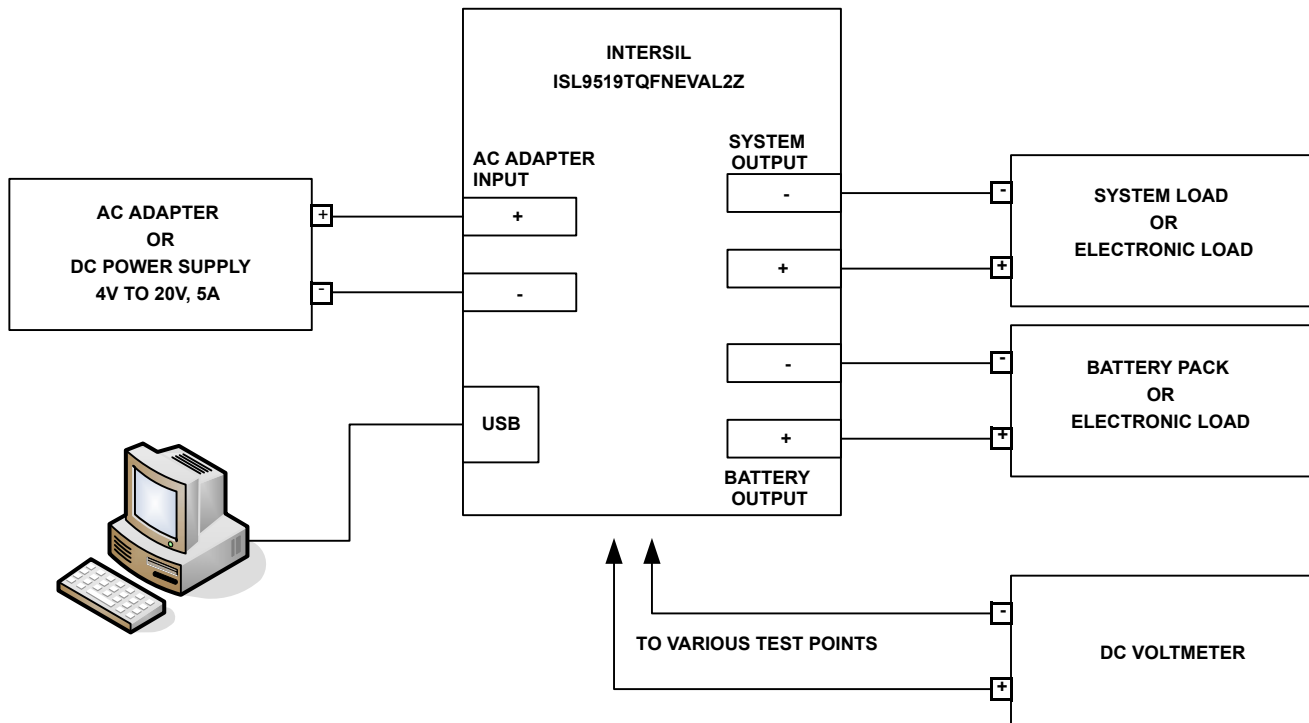 INTERSIL
ISL9519TQFNEVAL2Z
AC ADAPTER
INPUT
+
-
USB
SYSTEM
OUTPUT
-
+
-
+
BATTERY
OUTPUT
AC ADAPTER
OR
DC POWER SUPPLY
4V TO 20V, 5A
+
-
-
+
SYSTEM LOAD
OR
ELECTRONIC LOAD
-
+
BATTERY PACK
OR
ELECTRONIC LOAD
TO VARIOUS TEST POINTS
-
+
DC VOLTMETER